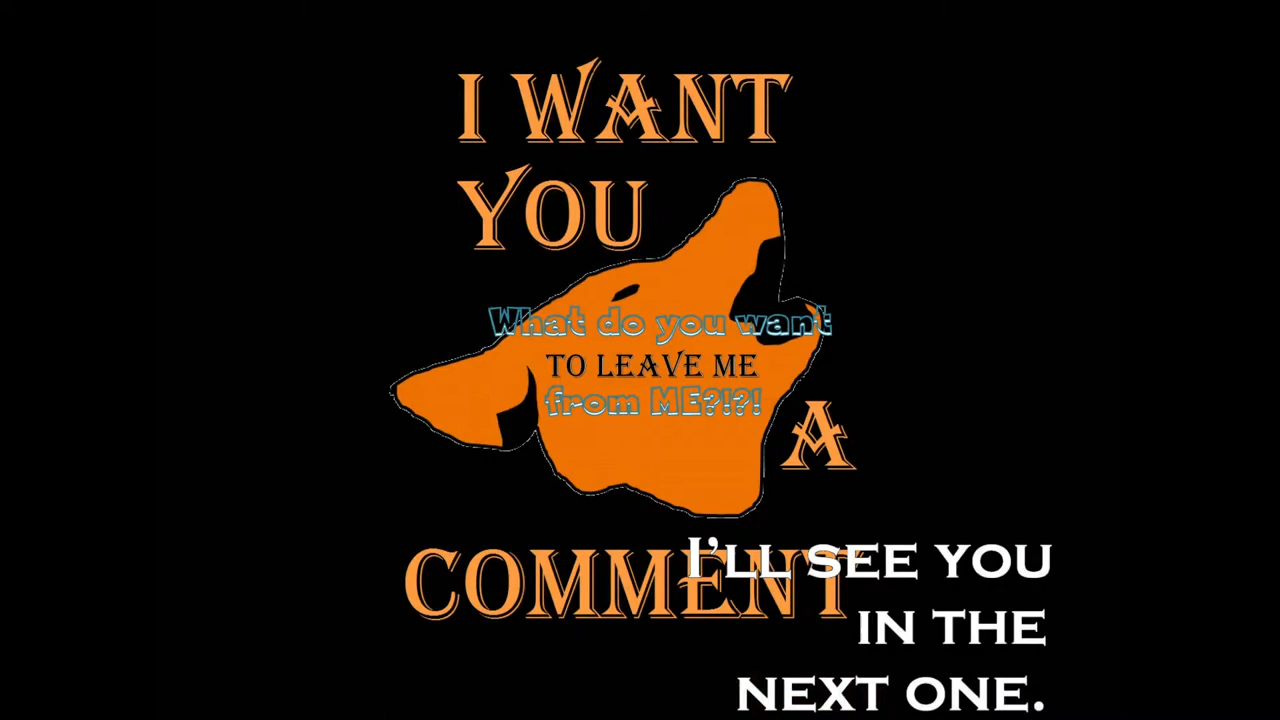 I WANT
YOU
What do you want
TO LEAVE ME
from ME?!?!
A
COMMENT
I'LL SEE YOU
IN THE
NEXT ONE.